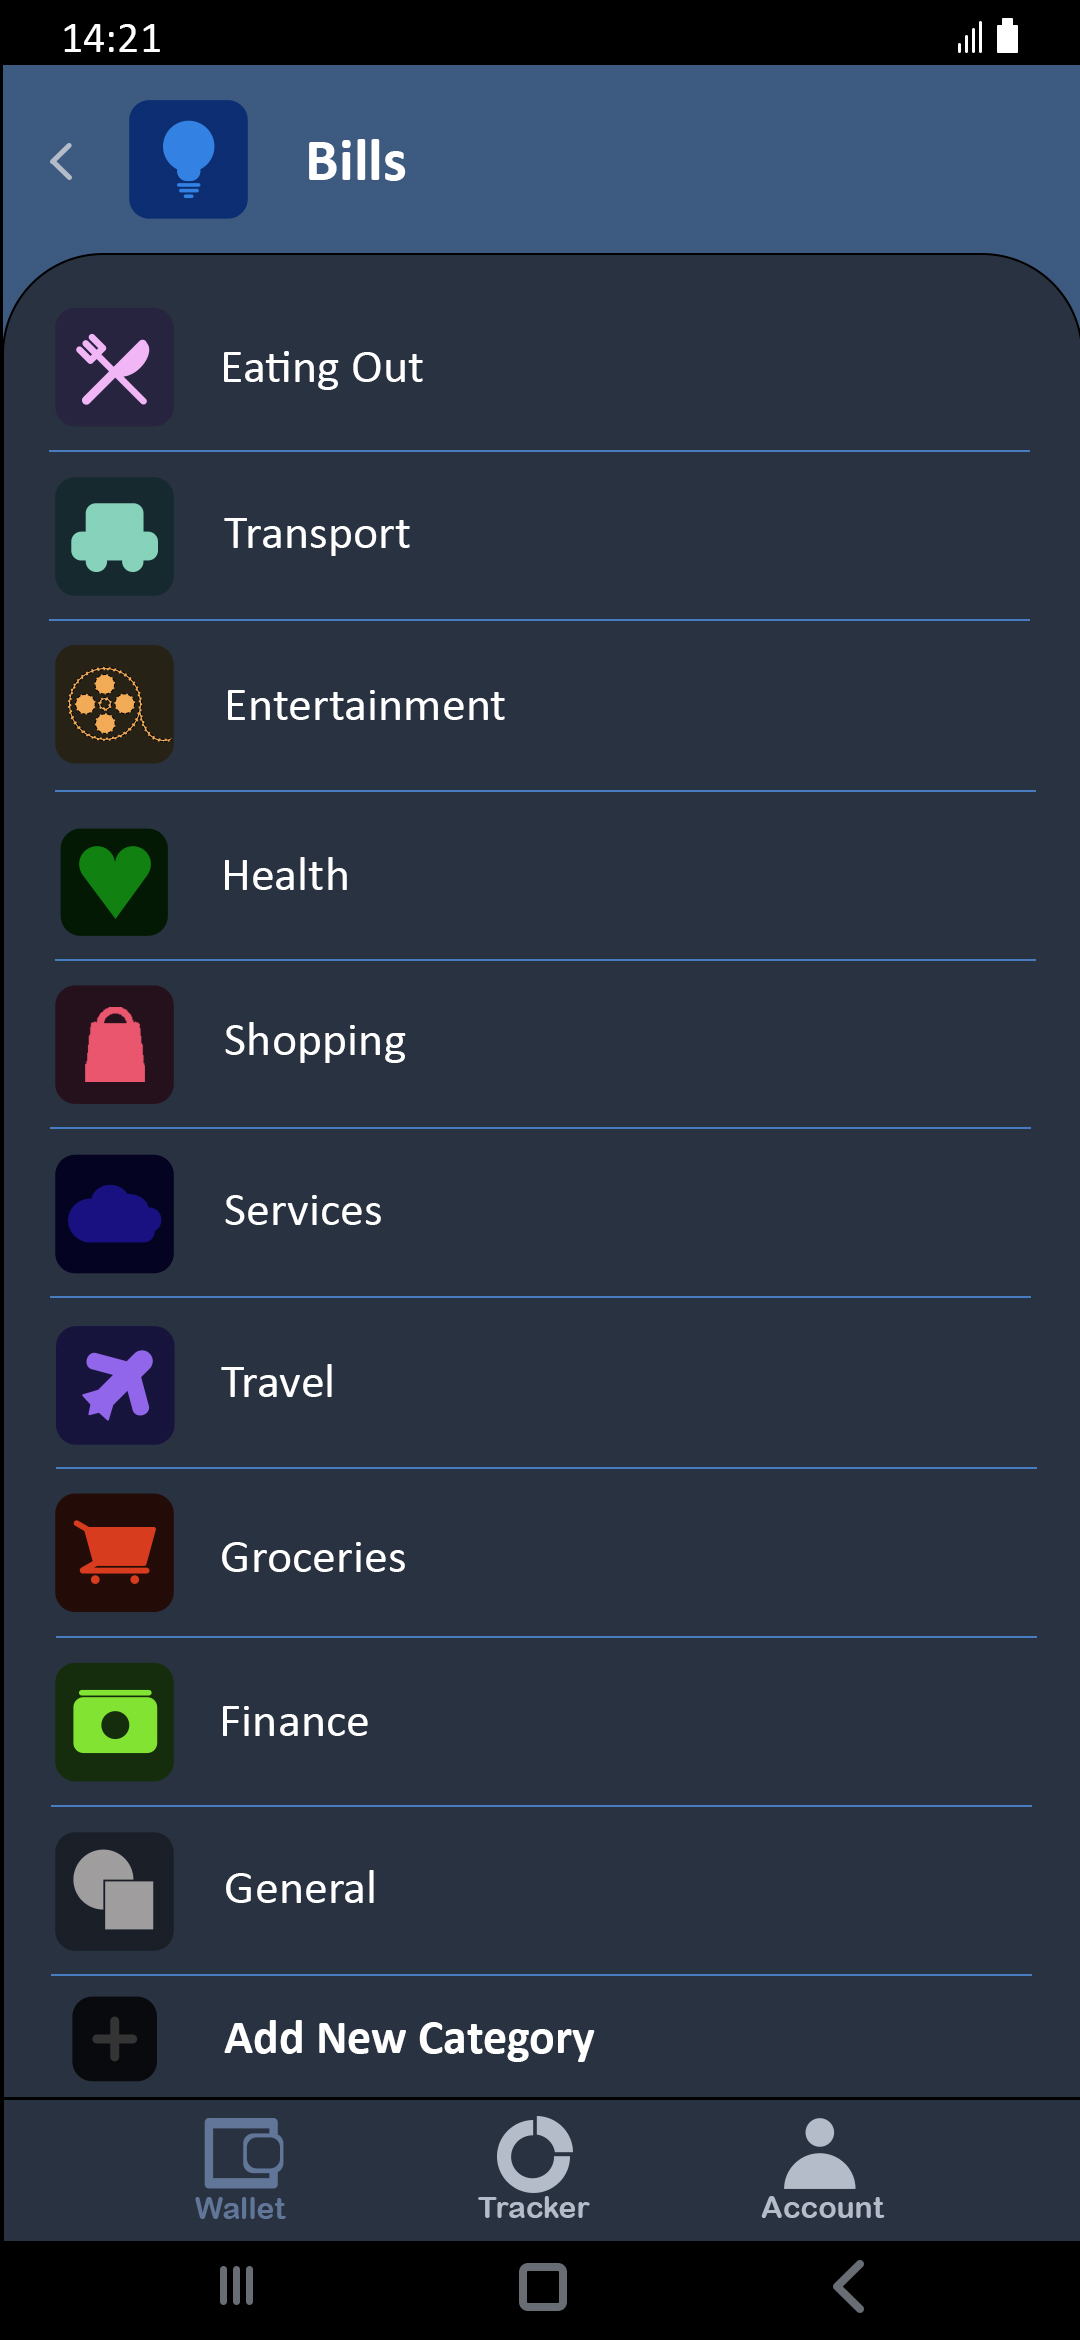 14:21
Bills
Eating Out
Transport
Entertainment
Health
Shopping
Services
Travel
Groceries
Finance
General
Add New Category
Wallet
Tracker
Account